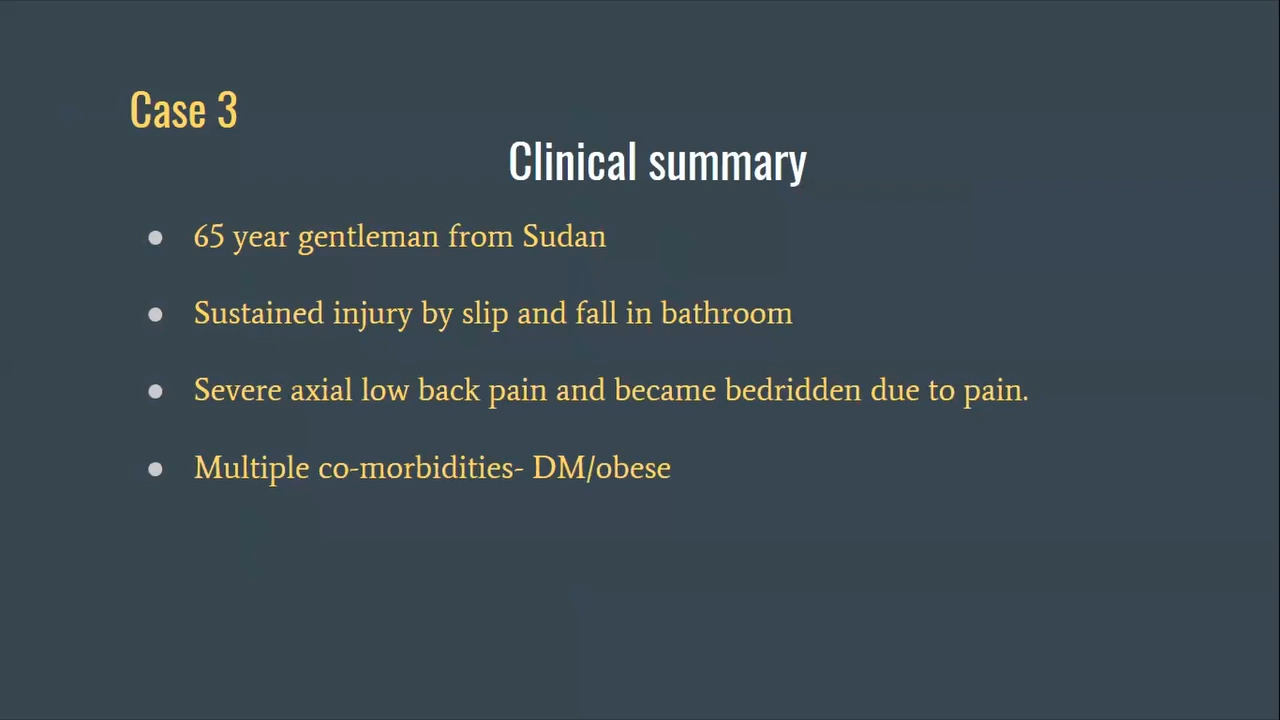 Case 3
Clinical summary
● 65 year gentleman from Sudan
● Sustained injury by slip and fall in bathroom
● Severe axial low back pain and became bedridden due to pain.
● Multiple co-morbidities- DM/obese